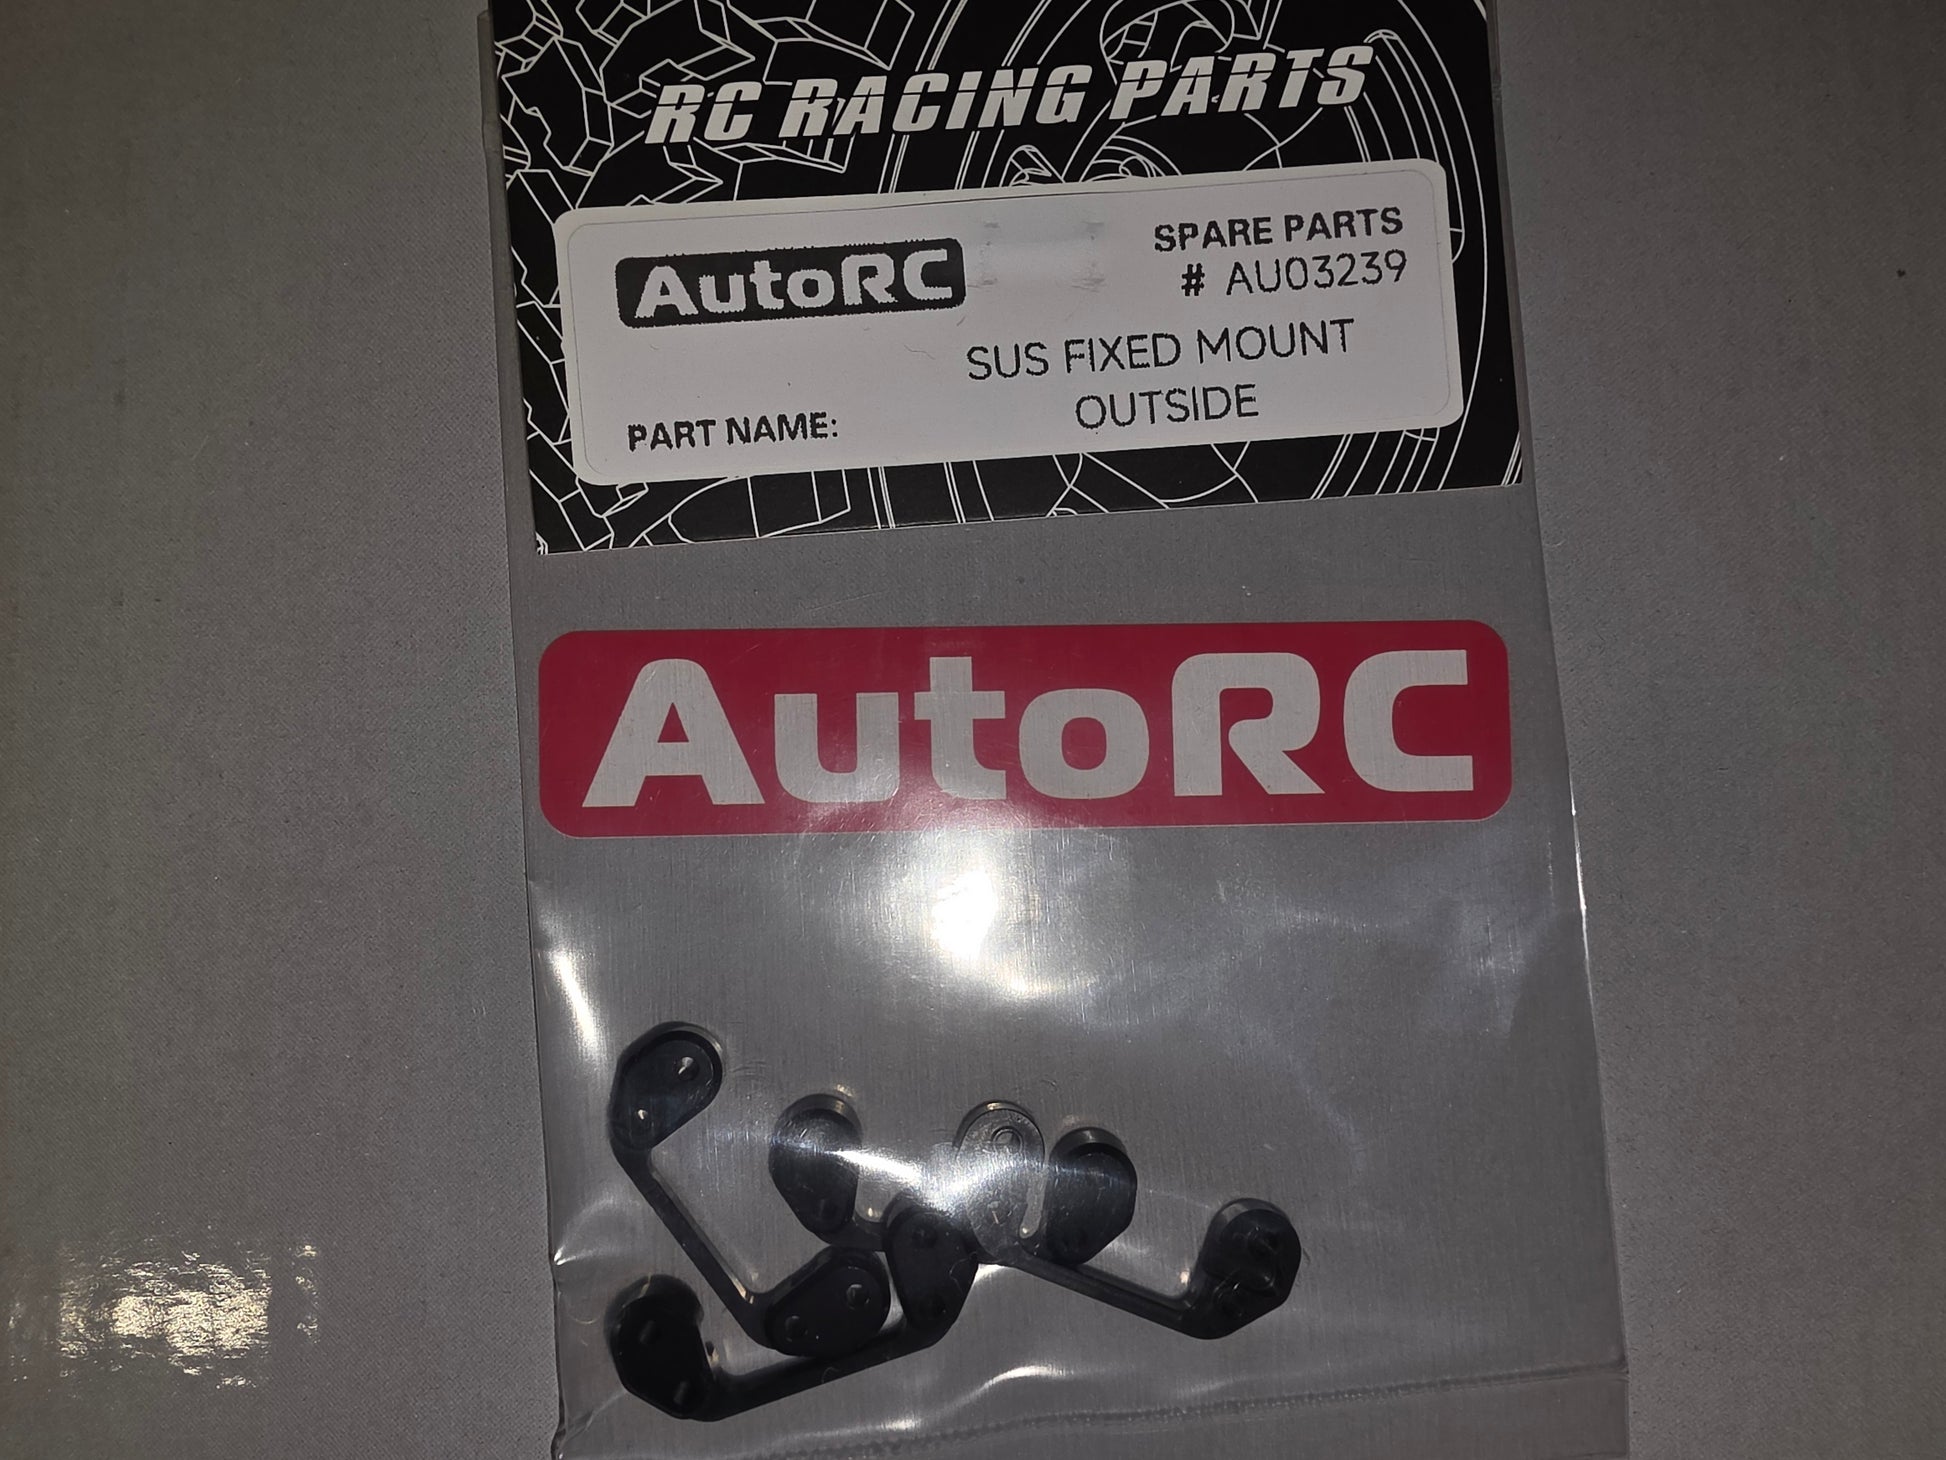 RC RACING PARTS
AutoRC
SPARE PARTS
# AU03239
SUS FIXED MOUNT
OUTSIDE
PART NAME:
AutoRC